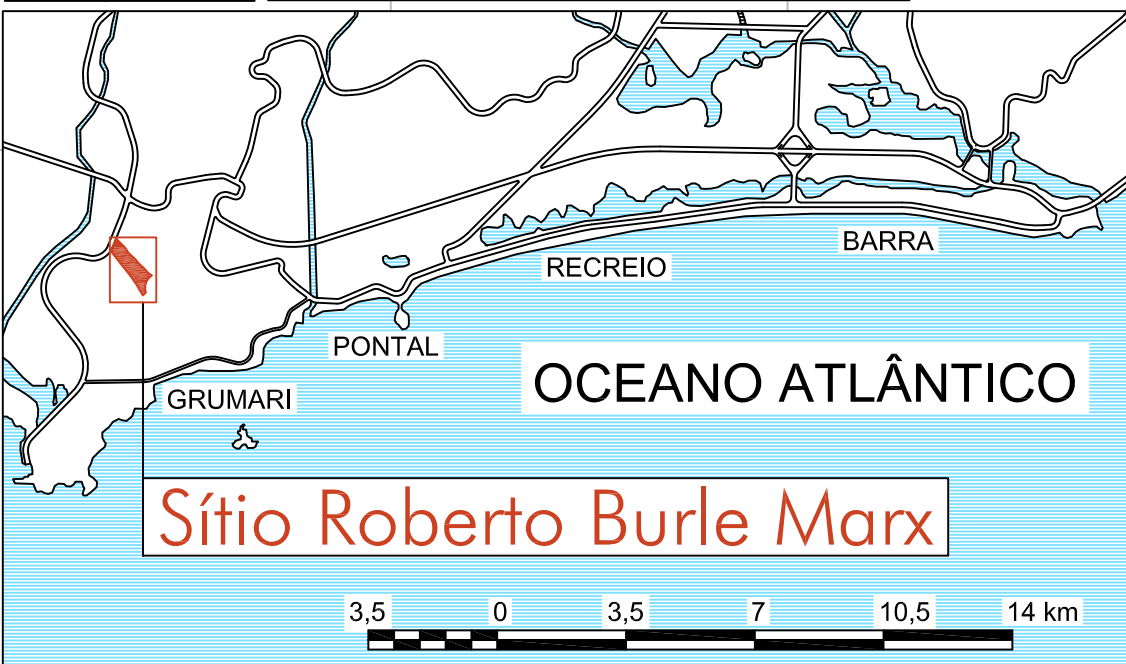 BARRA
RECREIO
PONTAL
OCEANO ATLÂNTICO
GRUMARI
Sítio Roberto Burle Marx
3,5 0 3,5 7 10,5 14 km